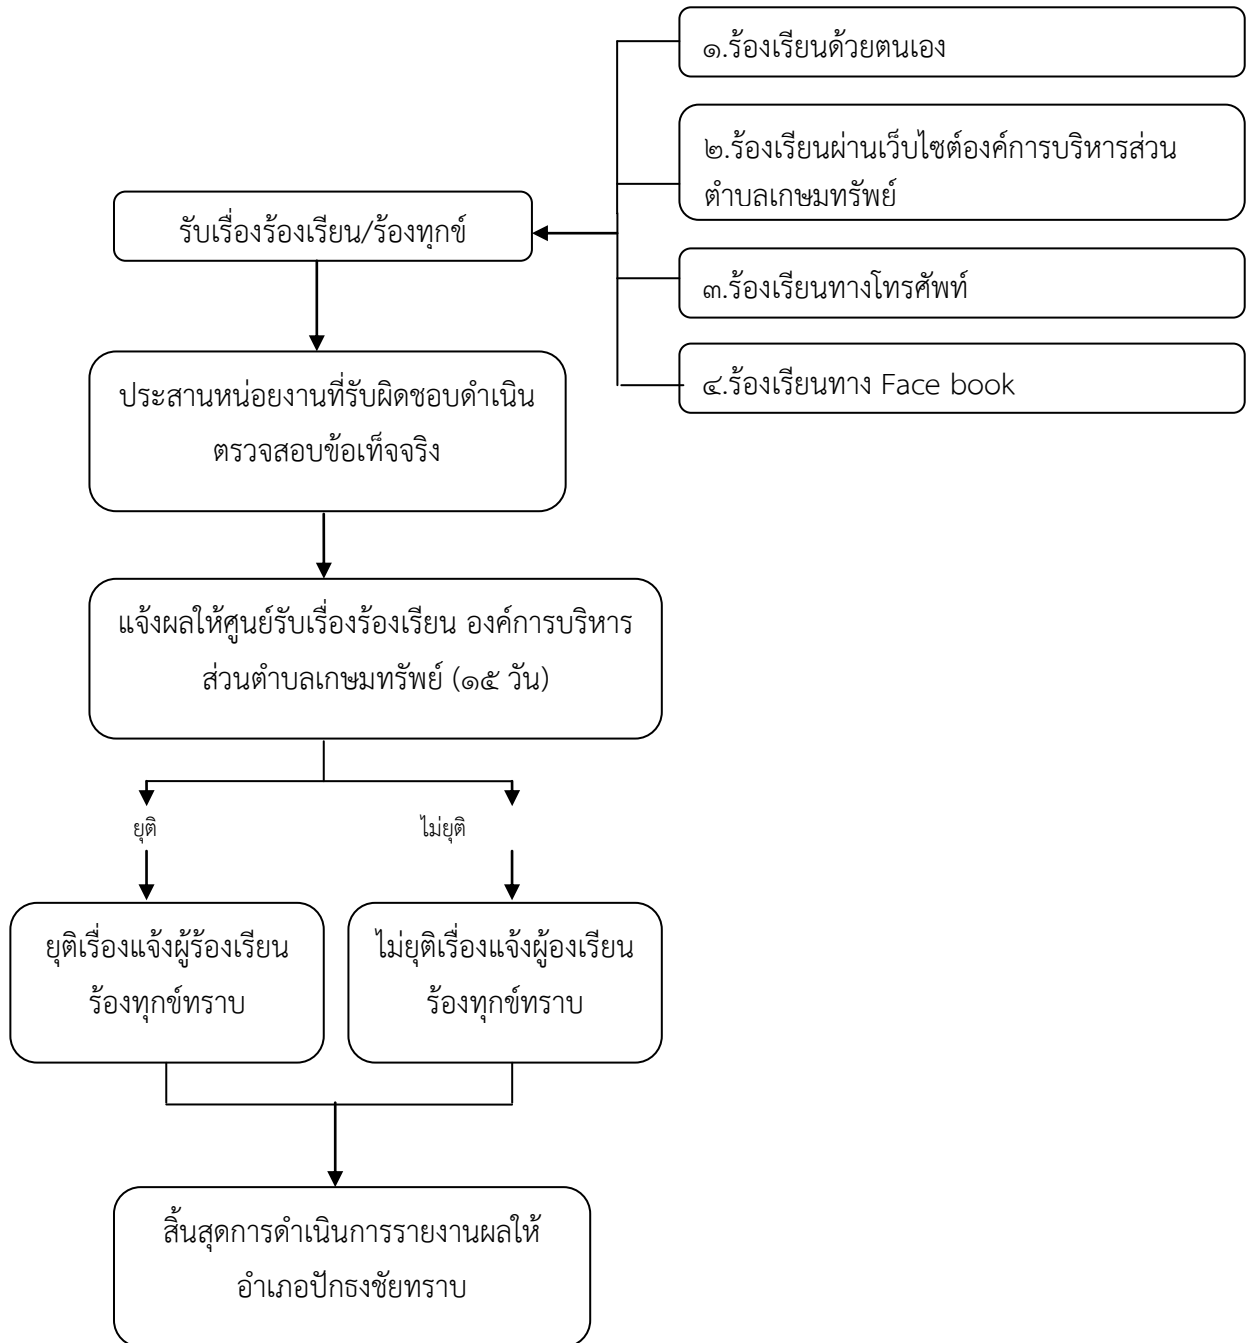 ๑.ร้องเรียนด้วยตนเอง
๒.ร้องเรียนผ่านเว็บไซต์องค์การบริหารส่วน
ตำบลเกษมทรัพย์
๓.ร้องเรียนทางโทรศัพท์
๔.ร้องเรียนทาง Face book
รับเรื่องร้องเรียน/ร้องทุกข์
ประสานหน่อยงานที่รับผิดชอบดำเนิน
ตรวจสอบข้อเท็จจริง
แจ้งผลให้ศูนย์รับเรื่องร้องเรียน องค์การบริหาร
ส่วนตำบลเกษมทรัพย์ (๑๕ วัน)
ยุติ
ไม่ยุติ
ยุติเรื่องแจ้งผู้ร้องเรียน
ร้องทุกข์ทราบ
ไม่ยุติเรื่องแจ้งผู้องเรียน
ร้องทุกข์ทราบ
สิ้นสุดการดำเนินการรายงานผลให้
อำเภอปักธงชัยทราบ